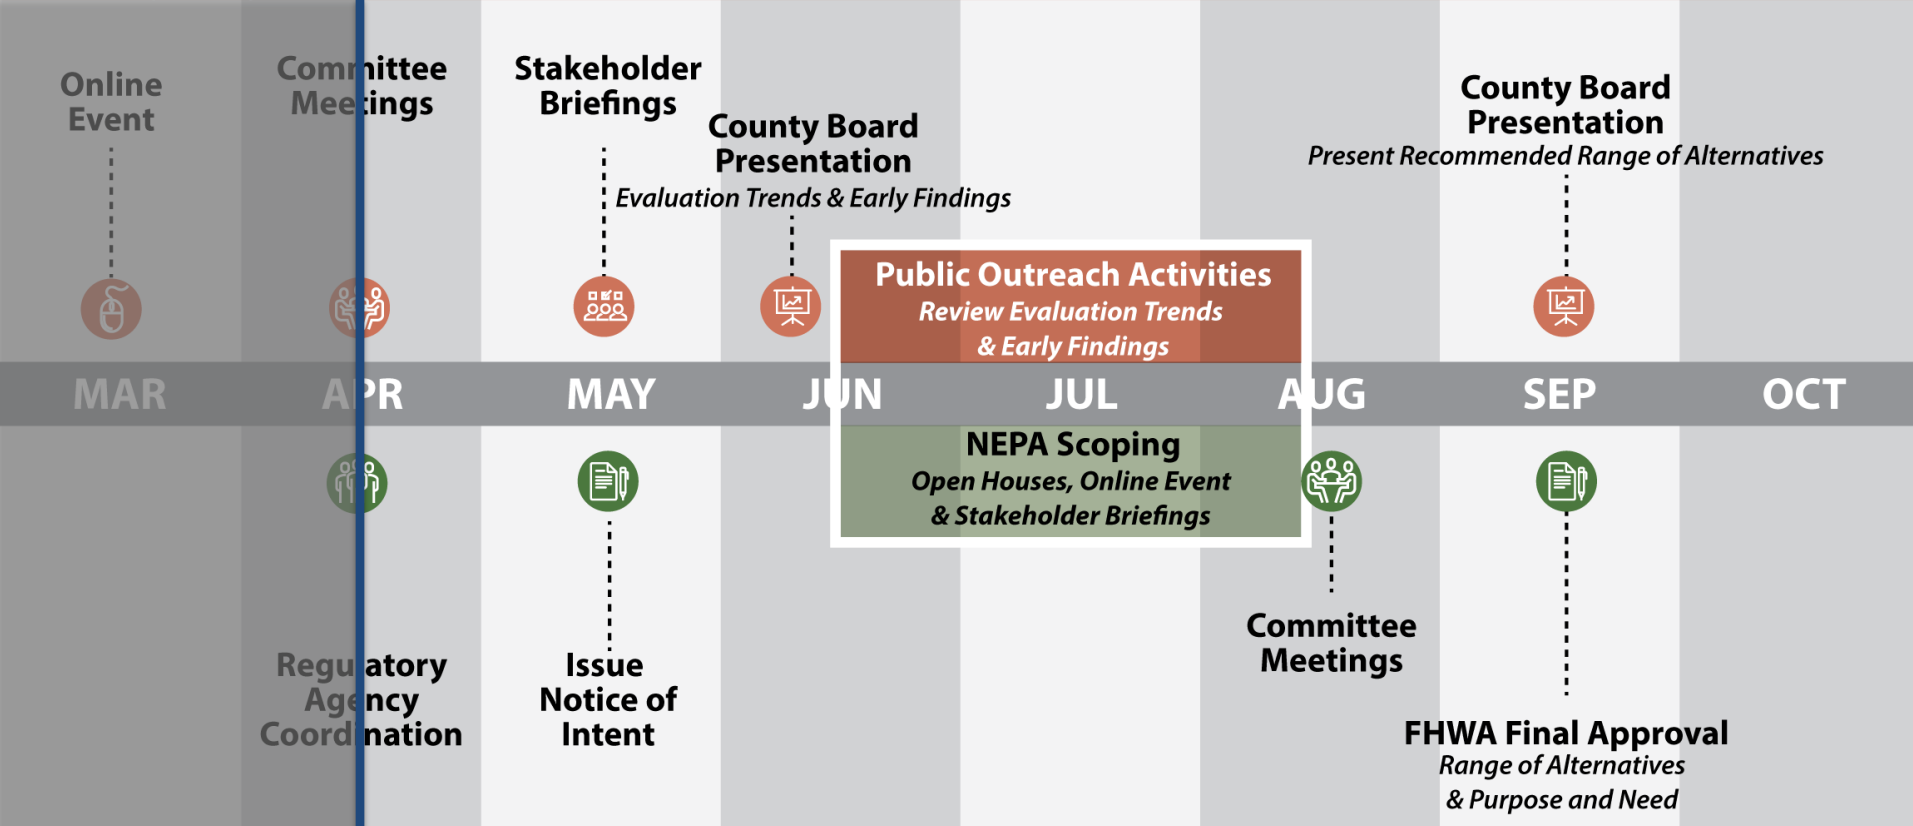 Online
Event
Committee
Meetings
Stakeholder
Briefings
County Board
Presentation
Evaluation Trends & Early Findings
County Board
Presentation
Present Recommended Range of Alternatives
Public Outreach Activities
Review Evaluation Trends
& Early Findings
MAR APR MAY JUN JUL AUG SEP OCT
NEPA Scoping
Open Houses, Online Event
& Stakeholder Briefings
Regulatory
Agency
Coordination
Issue
Notice of
Intent
Committee
Meetings
FHWA Final Approval
Range of Alternatives
& Purpose and Need